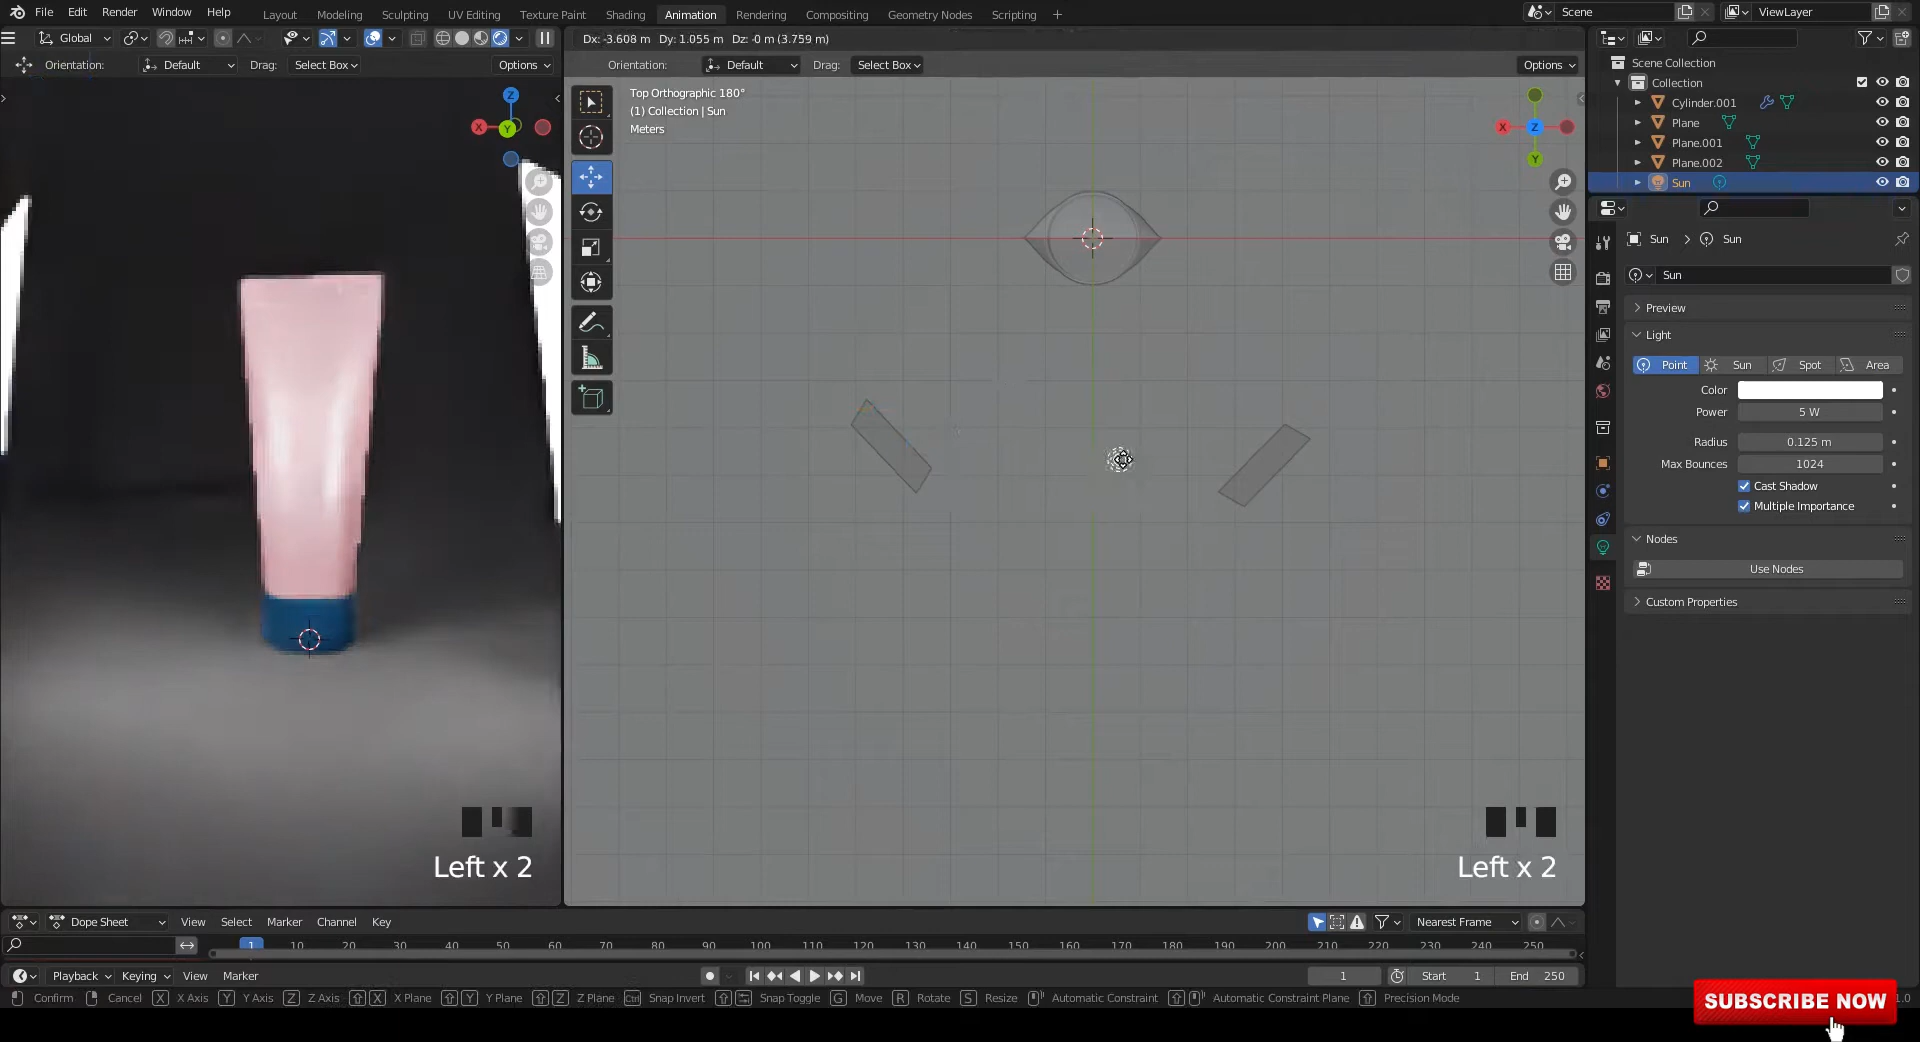 File Edit Render Window Help
Layout Modeling Sculpting UV Editing Texture Paint Shading Animation Rendering Compositing Geometry Nodes Scripting +
Scene ViewLayer
Global
Dx: -3.608 m Dy: 1.055 m Dz: -0 m (3.759 m)
Orientation: Default Drag: Select Box Options
Orientation: Default Drag: Select Box Options
Top Orthographic 180°
(1) Collection | Sun
Meters
Z
X
Y
X
Z
Y
Scene Collection
Collection
Cylinder.001
Plane
Plane.001
Plane.002
Sun
Sun > Sun
Sun
Preview
Light
Point Sun Spot Area
Color
Power 5 W
Radius 0.125 m
Max Bounces 1024
Cast Shadow
Multiple Importance
Nodes
Use Nodes
Custom Properties
Left x 2
Left x 2
Dope Sheet View Select Marker Channel Key Nearest Frame
1 10 20 30 40 50 60 70 80 90 100 110 120 130 140 150 160 170 180 190 200 210 220 230 240 250
Playback Keying View Marker 1 Start 1 End 250
Confirm Cancel X X Axis Y Y Axis Z Z Axis X X Plane Y Y Plane Z Z Plane Ctrl Snap Invert Snap Toggle G Move R Rotate S Resize Automatic Constraint Automatic Constraint Plane Precision Mode
SUBSCRIBE NOW